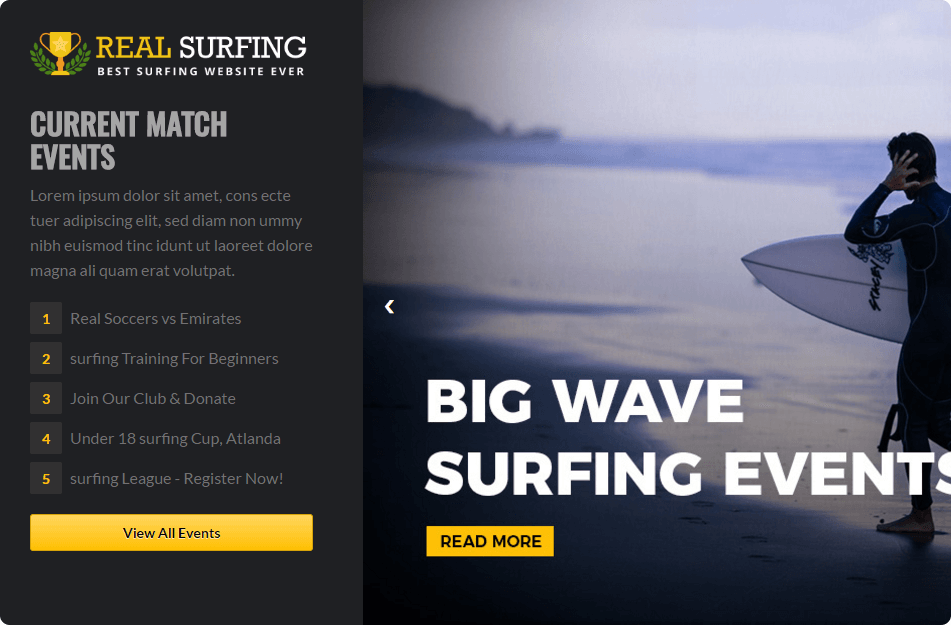 REAL SURFING
BEST SURFING WEBSITE EVER
CURRENT MATCH
EVENTS
Lorem ipsum dolor sit amet, cons ecte
tuer adipiscing elit, sed diam non ummy
nibh euismod tinc idunt ut laoreet dolore
magna ali quam erat volutpat.
1 Real Soccers vs Emirates
2 surfing Training For Beginners
3 Join Our Club & Donate
4 Under 18 surfing Cup, Atlanda
5 surfing League - Register Now!
View All Events
STACEY
BIG WAVE
SURFING EVENTS
READ MORE